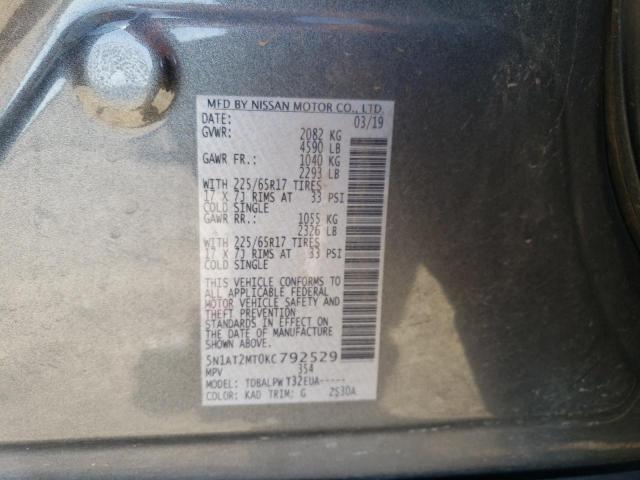 MFD BY NISSAN MOTOR CO., LTD.
DATE: 03/19
GVWR: 2082 KG
4590 LB
GAWR FR.: 1040 KG
2293 LB
WITH 225/65R17 TIRES
17 X 7J RIMS AT 33 PSI
COLD SINGLE
GAWR RR.: 1055 KG
2326 LB
WITH 225/65R17 TIRES
17 X 7J RIMS AT 33 PSI
COLD SINGLE
THIS VEHICLE CONFORMS TO
ALL APPLICABLE FEDERAL
MOTOR VEHICLE SAFETY AND
THEFT PREVENTION
STANDARDS IN EFFECT ON
THE DATE OF MANUFACTURE
SHOWN ABOVE.
5N1AT2MT0KC792529
MPV 354
MODEL: TDBALPW T32EUA-----
COLOR: KAD TRIM: G 2530A